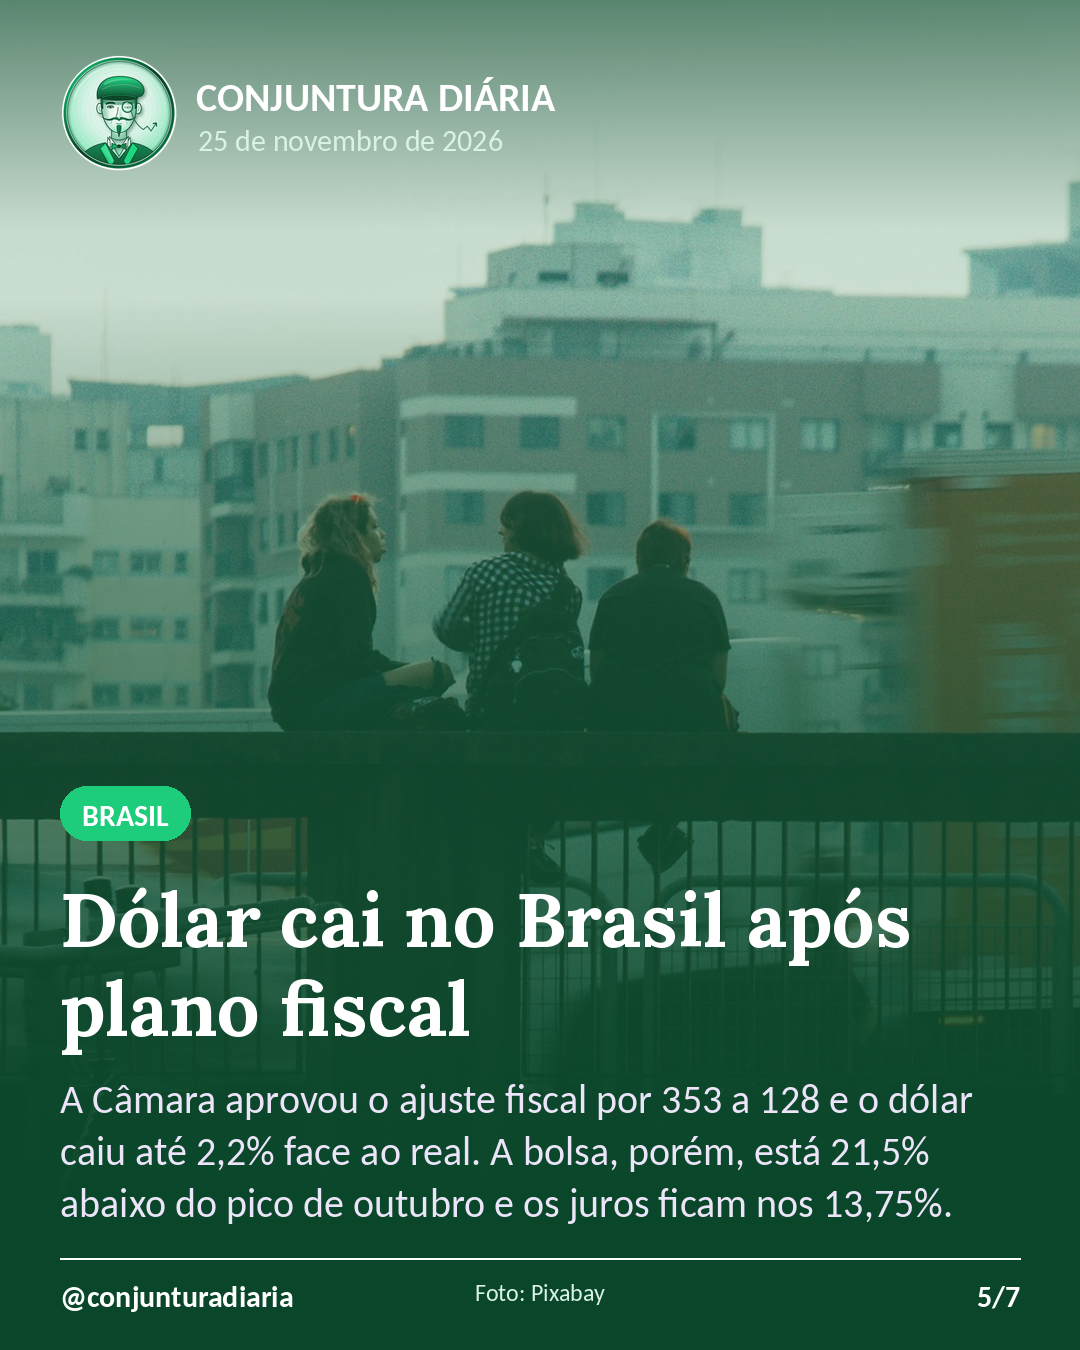 CONJUNTURA DIÁRIA
25 de novembro de 2026
BRASIL
Dólar cai no Brasil após
plano fiscal
A Câmara aprovou o ajuste fiscal por 353 a 128 e o dólar
caiu até 2,2% face ao real. A bolsa, porém, está 21,5%
abaixo do pico de outubro e os juros ficam nos 13,75%.
@conjunturadiaria
Foto: Pixabay
5/7